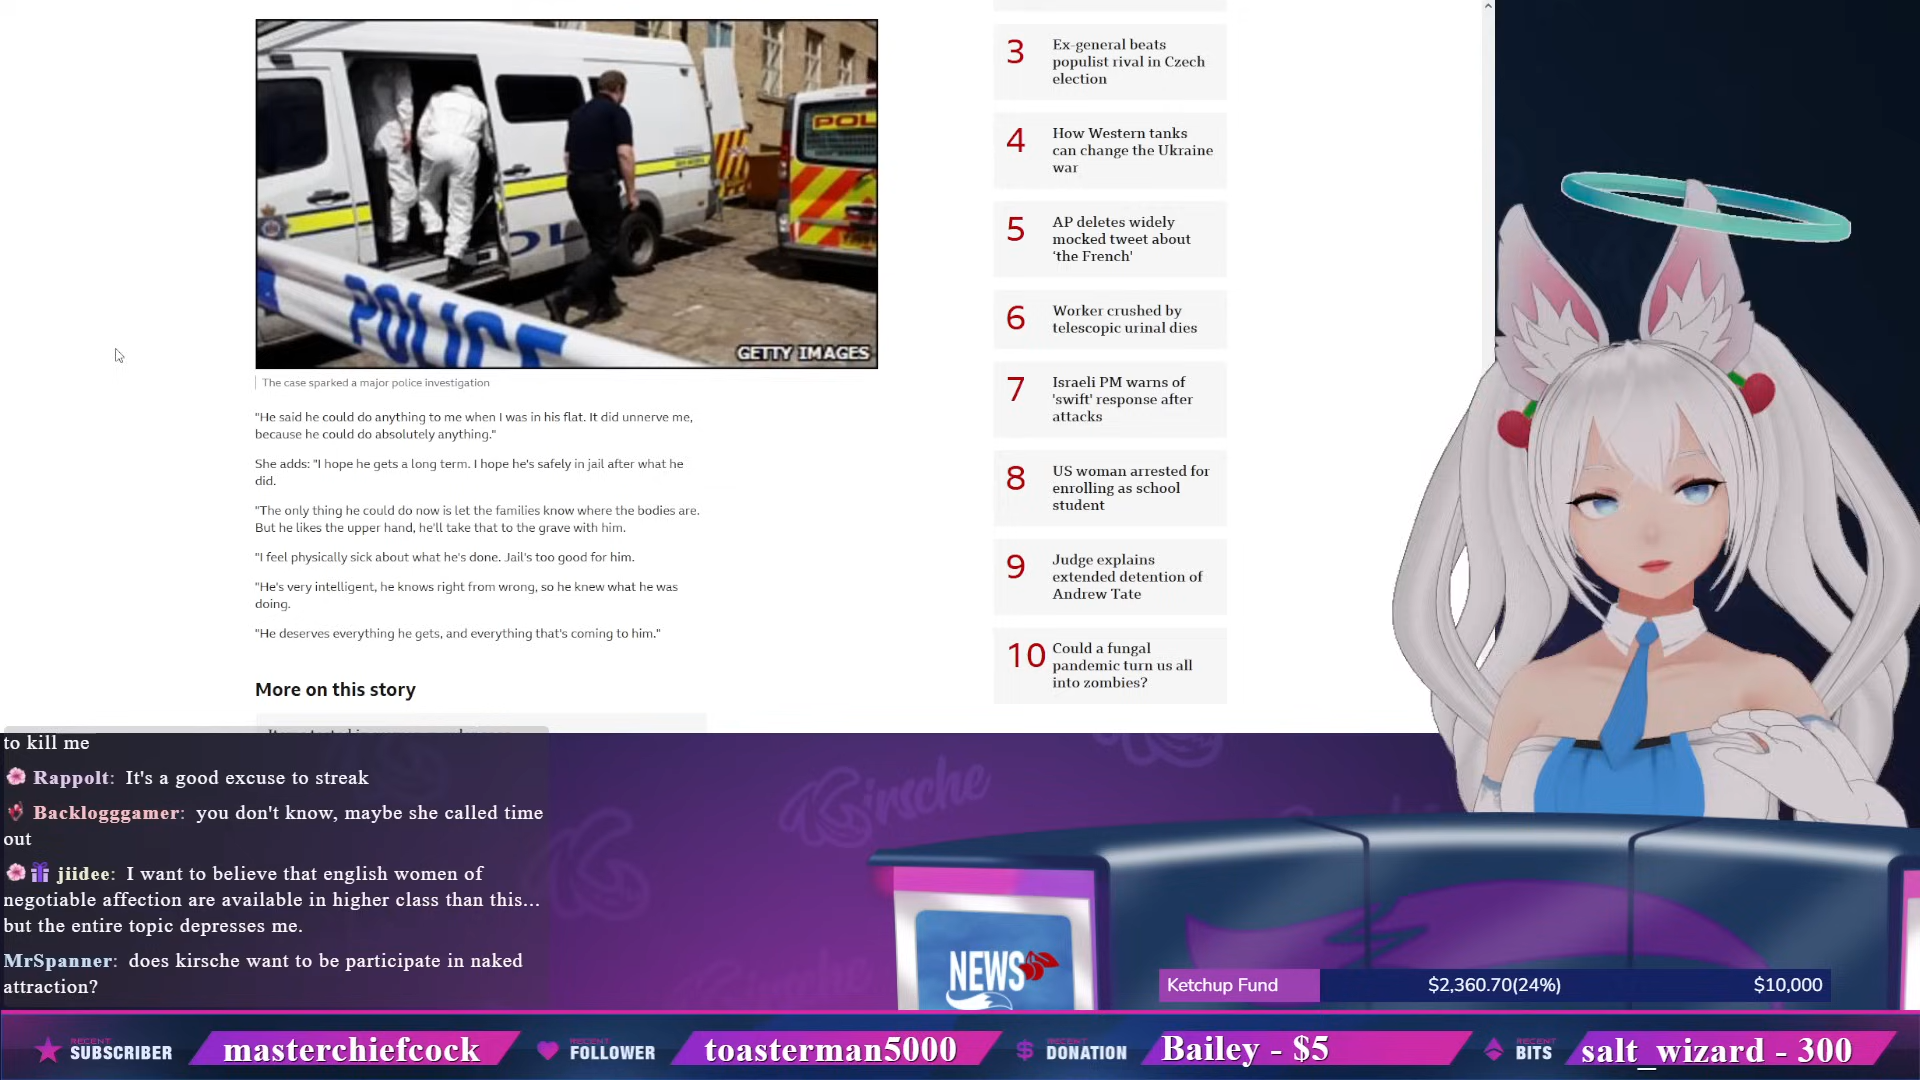 POLICE
POL
GETTY IMAGES
The case sparked a major police investigation
"He said he could do anything to me when I was in his flat. It did unnerve me,
because he could do absolutely anything."
She adds: "I hope he gets a long term. I hope he's safely in jail after what he
did.
"The only thing he could do now is let the families know where the bodies are.
But he likes the upper hand, he'll take that to the grave with him.
"I feel physically sick about what he's done. Jail's too good for him.
"He's very intelligent, he knows right from wrong, so he knew what he was
doing.
"He deserves everything he gets, and everything that's coming to him."
More on this story
3
Ex-general beats
populist rival in Czech
election
4
How Western tanks
can change the Ukraine
war
5
AP deletes widely
mocked tweet about
'the French'
6
Worker crushed by
telescopic urinal dies
7
Israeli PM warns of
'swift' response after
attacks
8
US woman arrested for
enrolling as school
student
9
Judge explains
extended detention of
Andrew Tate
10
Could a fungal
pandemic turn us all
into zombies?
to kill me
Rappolt: It's a good excuse to streak
Backlogggamer: you don't know, maybe she called time
out
jiidee: I want to believe that english women of
negotiable affection are available in higher class than this...
but the entire topic depresses me.
MrSpanner: does kirsche want to be participate in naked
attraction?
Kirsche
NEWS
Ketchup Fund
$2,360.70(24%)
$10,000
RECENT
SUBSCRIBER
masterchiefcock
RECENT
FOLLOWER
toasterman5000
RECENT
DONATION
Bailey - $5
RECENT
BITS
salt_wizard - 300